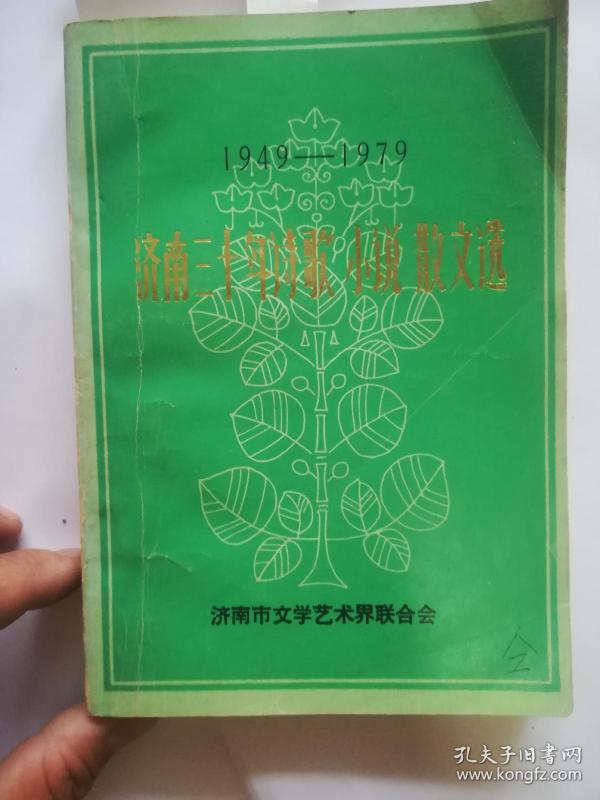 1949—1979
济南三十年诗歌 小说 散文选
济南市文学艺术界联合会
孔夫子旧书网
www.kongfz.com